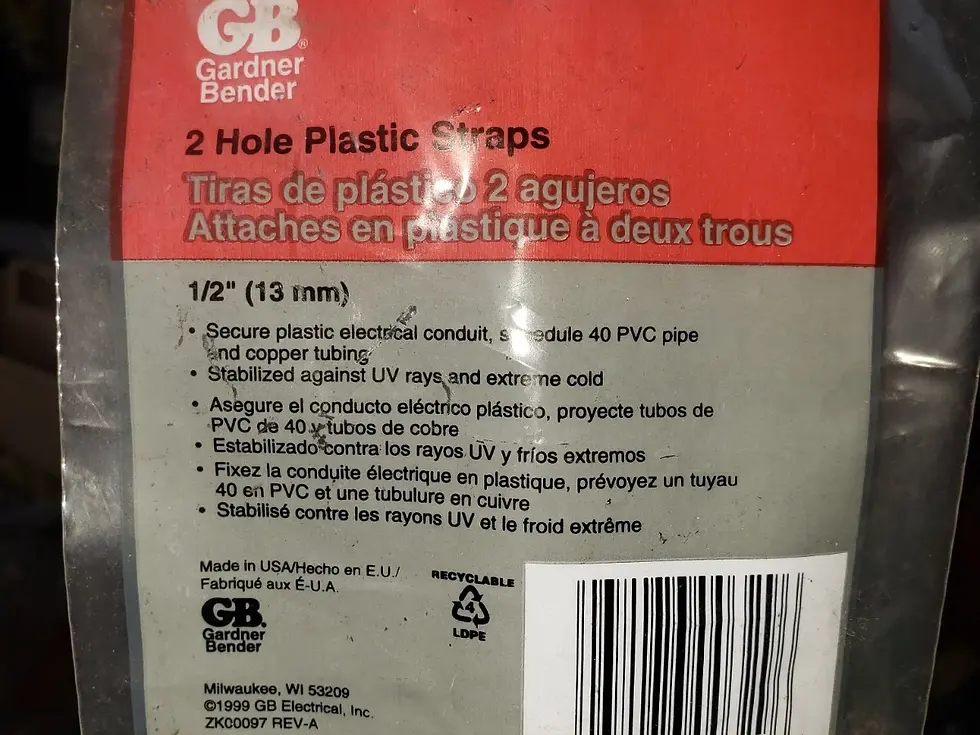 GB®
Gardner
Bender
2 Hole Plastic Straps
Tiras de plástico 2 agujeros
Attaches en plastique à deux trous
1/2" (13 mm)
• Secure plastic electrical conduit, schedule 40 PVC pipe
and copper tubing
• Stabilized against UV rays and extreme cold
• Asegure el conducto eléctrico plástico, proyecte tubos de
PVC de 40 y tubos de cobre
• Estabilizado contra los rayos UV y fríos extremos
• Fixez la conduite électrique en plastique, prévoyez un tuyau
40 en PVC et une tubulure en cuivre
• Stabilisé contre les rayons UV et le froid extrême
Made in USA/Hecho en E.U./
Fabriqué aux É-U.A.
RECYCLABLE
4
LDPE
GB.
Gardner
Bender
Milwaukee, WI 53209
©1999 GB Electrical, Inc.
ZK00097 REV-A